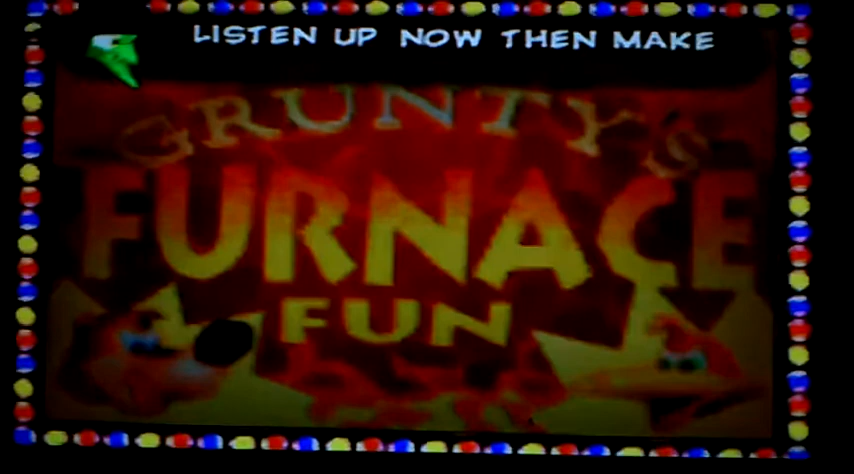 LISTEN UP NOW THEN MAKE
GRUNTY'S
FURNACE
FUN